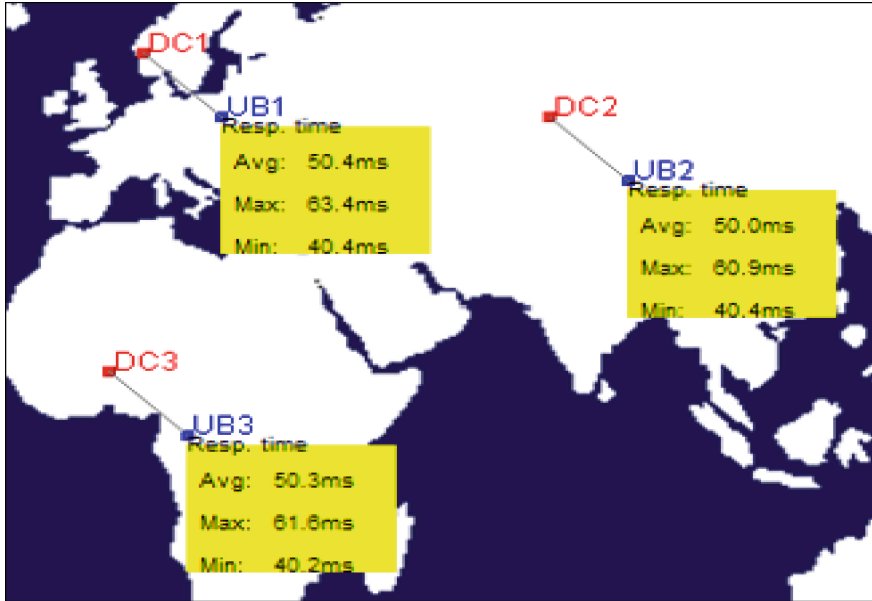 DC1
UB1
Resp. time
Avg: 50.4ms
Max: 63.4ms
Min: 40.4ms
DC2
UB2
Resp. time
Avg: 50.0ms
Max: 60.9ms
Min: 40.4ms
DC3
UB3
Resp. time
Avg: 50.3ms
Max: 61.6ms
Min: 40.2ms